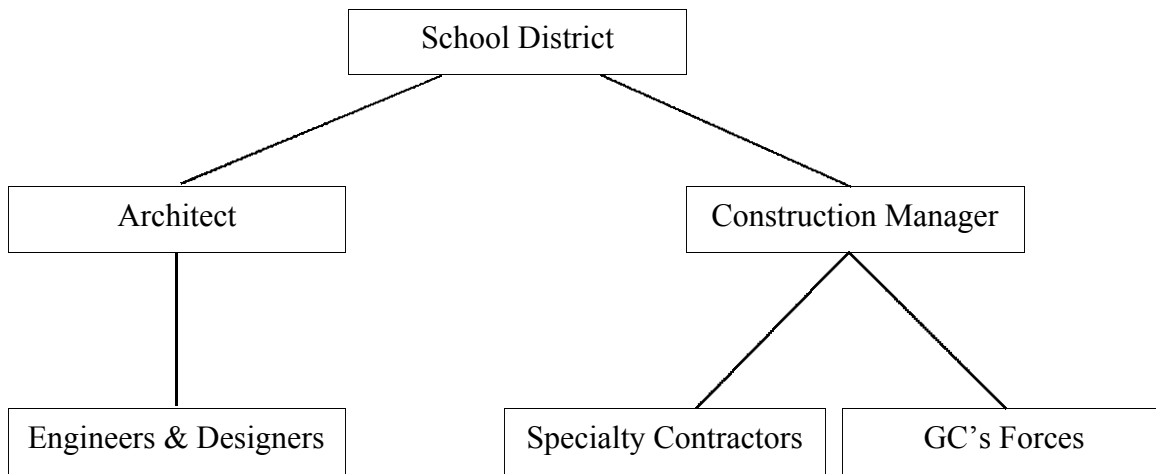 School District
Architect
Construction Manager
Engineers & Designers
Specialty Contractors
GC’s Forces